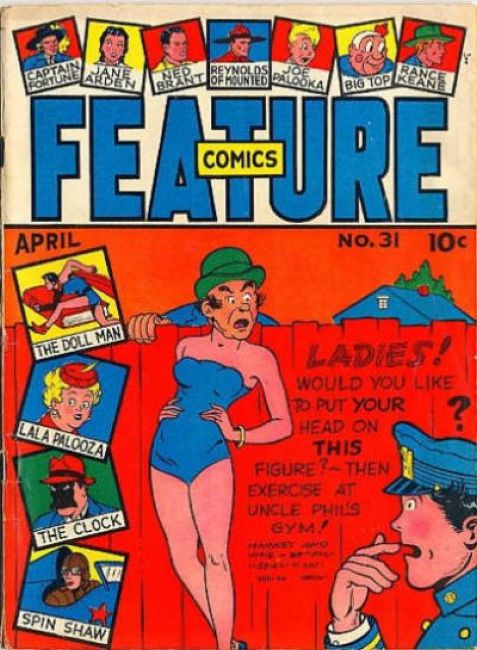 CAPTAIN FORTUNE
JANE ARDEN
NED BRANT
REYNOLDS OF MOUNTED
JOE PALOOKA
BIG TOP
RANCE KEANE
FEATURE
COMICS
APRIL
NO. 31
10c
THE DOLL MAN
LALA PALOOZA
THE CLOCK
SPIN SHAW
LADIES!
WOULD YOU LIKE
TO PUT YOUR
HEAD ON
THIS
FIGURE?~ THEN
EXERCISE AT
UNCLE PHIL'S
GYM!
?